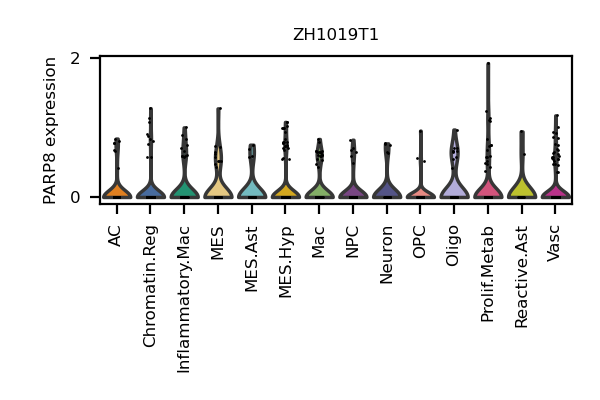 ZH1019T1
PARP8 expression
2
0
AC
Chromatin.Reg
Inflammatory.Mac
MES
MES.Ast
MES.Hyp
Mac
NPC
Neuron
OPC
Oligo
Prolif.Metab
Reactive.Ast
Vasc